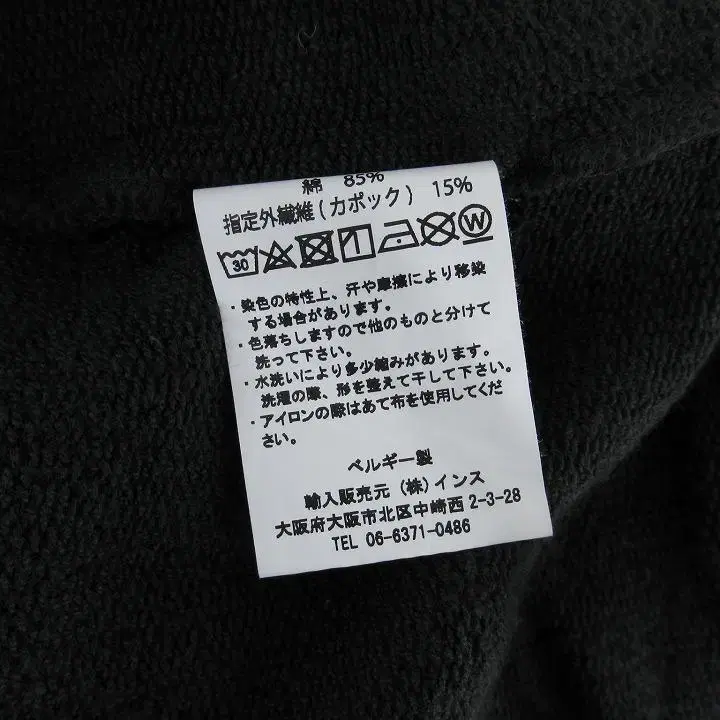 綿 85%
指定外繊維(カポック) 15%
30 W
・染色の特性上、汗や摩擦により移染
する場合があります。
・色落ちしますので他のものと分けて
洗って下さい。
・水洗いにより多少縮みがあります。
洗濯の際、形を整えて干して下さい。
・アイロンの際はあて布を使用してくだ
さい。
ベルギー製
輸入販売元 (株)インス
大阪府大阪市北区中崎西 2-3-28
TEL 06-6371-0486